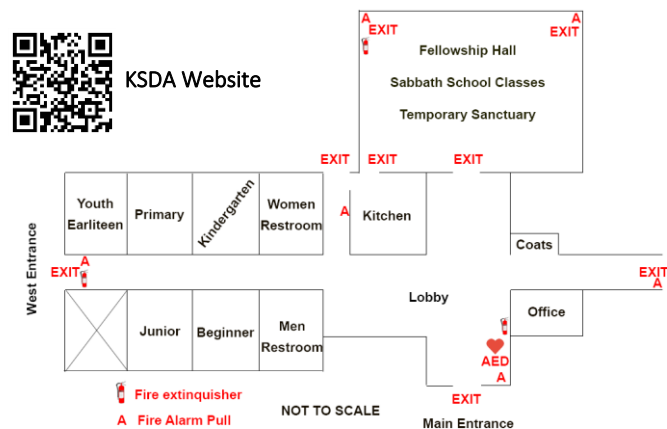 A
A
EXIT
EXIT
Fellowship Hall
KSDA Website
Sabbath School Classes
Temporary Sanctuary
EXIT
EXIT
EXIT
Youth
Earliteen
Primary
Kindergarten
Women
Restroom
A
Kitchen
Coats
West Entrance
A
EXIT
EXIT
A
Lobby
Office
Junior
Beginner
Men
Restroom
AED
A
Fire extinquisher
EXIT
A Fire Alarm Pull
NOT TO SCALE
Main Entrance